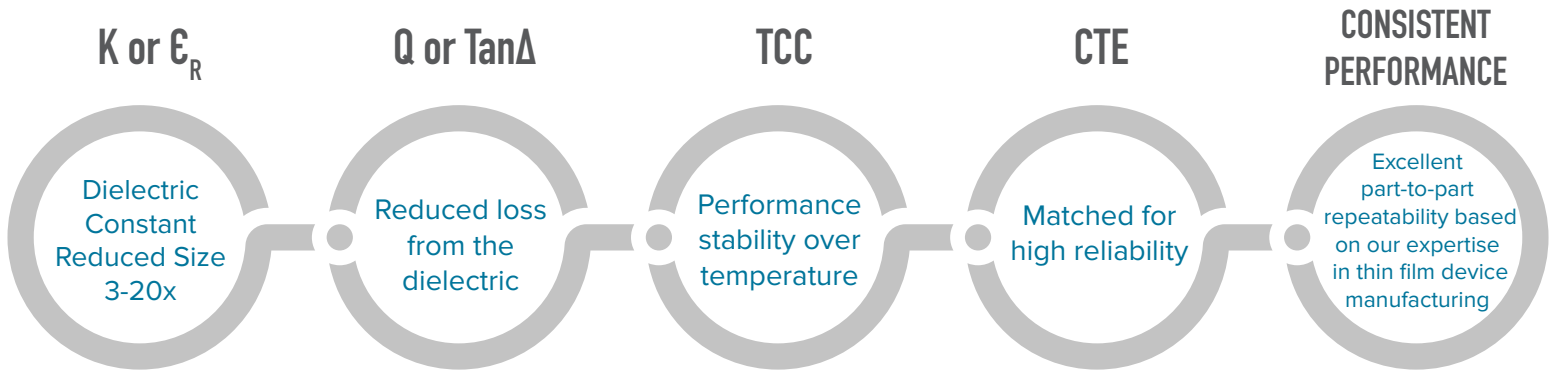 K or ЄR
Dielectric
Constant
Reduced Size
3-20x
Q or TanΔ
Reduced loss
from the
dielectric
TCC
Performance
stability over
temperature
CTE
Matched for
high reliability
CONSISTENT
PERFORMANCE
Excellent
part-to-part
repeatability based
on our expertise
in thin film device
manufacturing